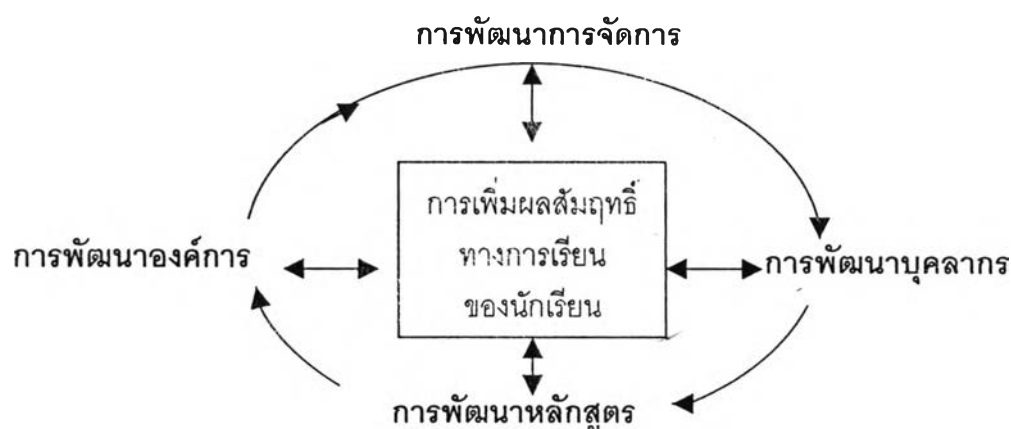 การพัฒนาการจัดการ
การเพิ่มผลสัมฤทธิ์
ทางการเรียน
ของนักเรียน
การพัฒนาองค์การ
การพัฒนาบุคลากร
การพัฒนาหลักสูตร